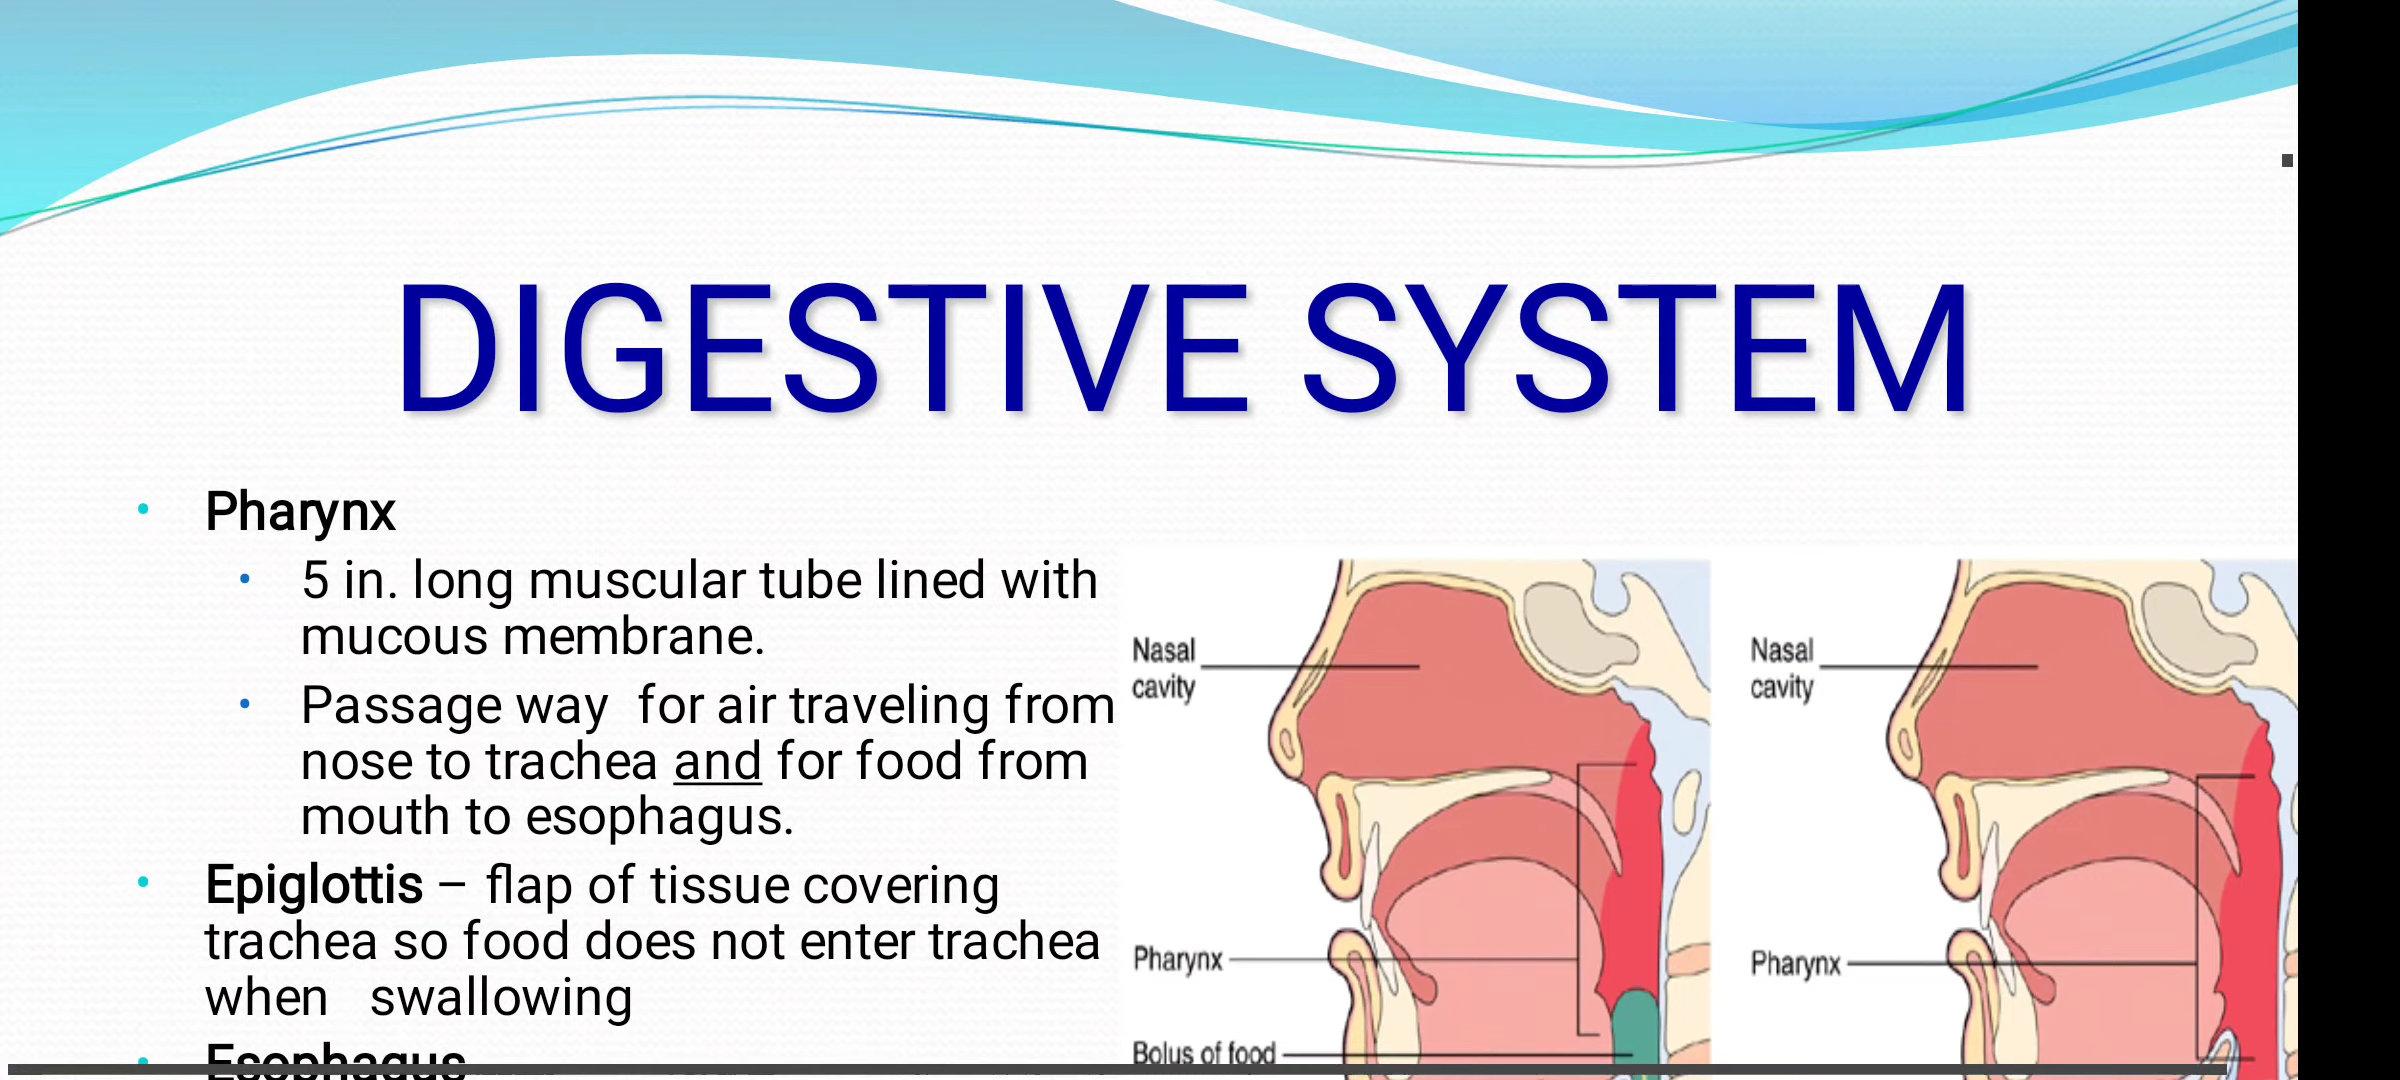 DIGESTIVE SYSTEM
• Pharynx
• 5 in. long muscular tube lined with
mucous membrane.
• Passage way  for air traveling from
nose to trachea and for food from
mouth to esophagus.
• Epiglottis – flap of tissue covering
trachea so food does not enter trachea
when   swallowing
• Esophagus
Nasal
cavity
Pharynx
Bolus of food
Nasal
cavity
Pharynx